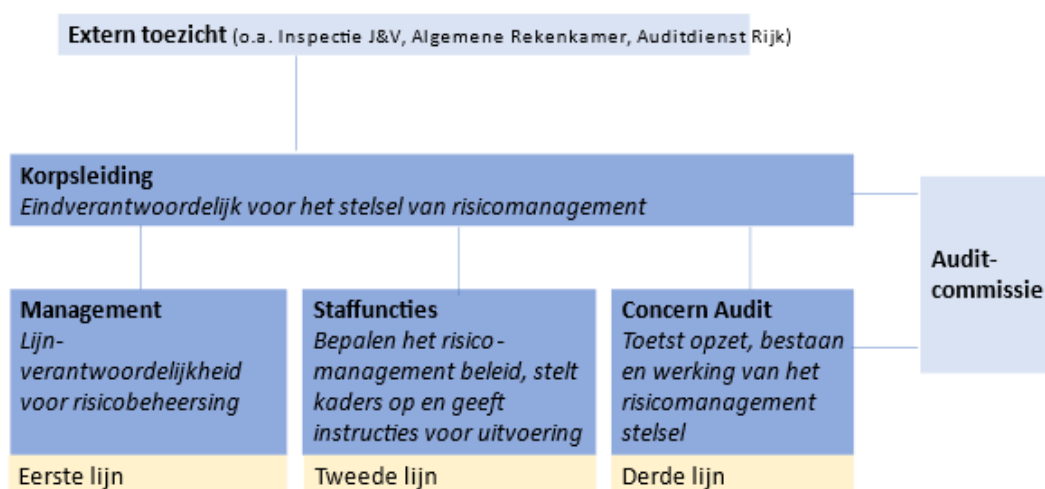 Extern toezicht (o.a. Inspectie J&V, Algemene Rekenkamer, Auditdienst Rijk)
Korpsleiding
Eindverantwoordelijk voor het stelsel van risicomanagement
Audit-
commissie
Management
Lijn-
verantwoordelijkheid
voor risicobeheersing
Eerste lijn
Staffuncties
Bepalen het risico-
management beleid, stelt
kaders op en geeft
instructies voor uitvoering
Tweede lijn
Concern Audit
Toetst opzet, bestaan
en werking van het
risicomanagement
stelsel
Derde lijn